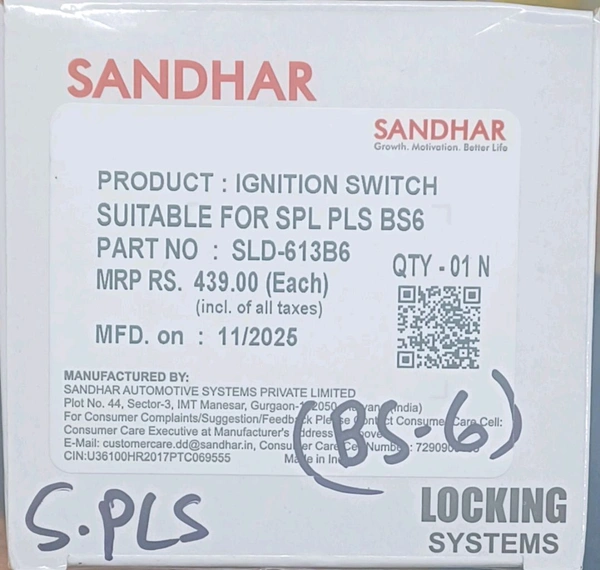 SANDHAR
SANDHAR
Growth. Motivation. Better Life
PRODUCT : IGNITION SWITCH
SUITABLE FOR SPL PLS BS6
PART NO : SLD-613B6
MRP RS. 439.00 (Each)
(incl. of all taxes)
QTY - 01 N
MFD. on : 11/2025
MANUFACTURED BY:
SANDHAR AUTOMOTIVE SYSTEMS PRIVATE LIMITED
Plot No. 44, Sector-3, IMT Manesar, (India)
For Consumer Complaints/Suggestion/Feedback Please Contact Consumer Care Cell:
Consumer Care Executive at Manufacturer's
E-Mail: customercare.dd@sandhar.in,
CIN:U36100HR2017PTC069555 Made in
(BS-6)
S.PLS
LOCKING
SYSTEMS